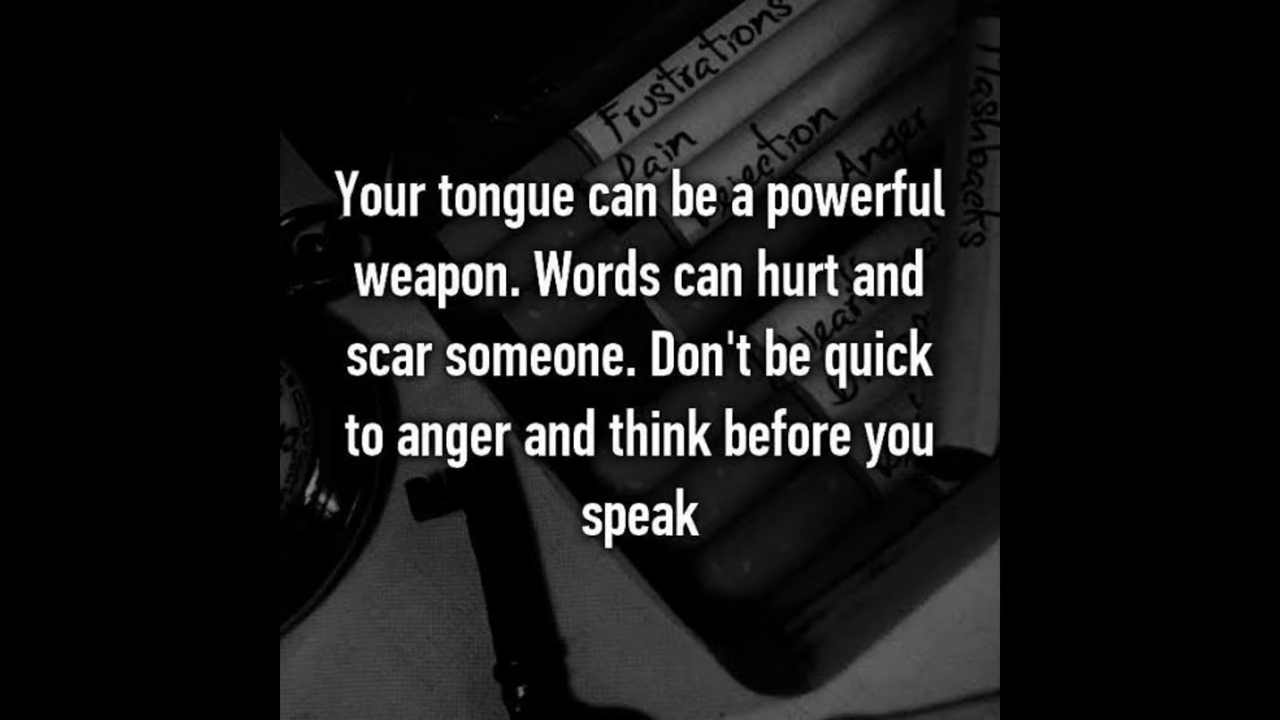 Frustrations
Pain
Anger
Flashbacks
Your tongue can be a powerful
weapon. Words can hurt and
scar someone. Don't be quick
to anger and think before you
speak